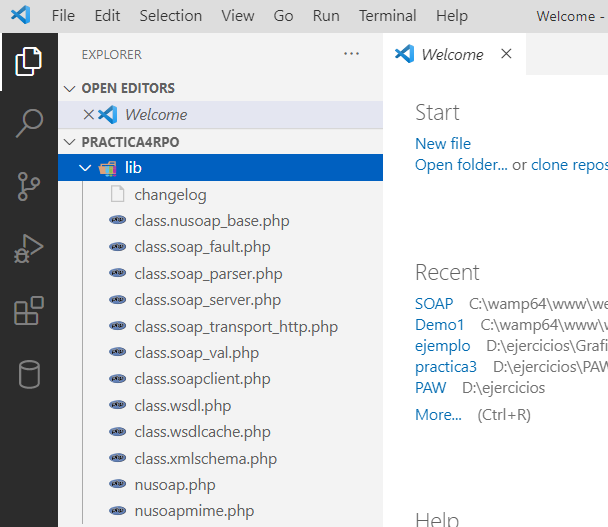 File Edit Selection View Go Run Terminal Help Welcome -
EXPLORER ...
Welcome
OPEN EDITORS
Welcome
PRACTICA4RPO
lib
changelog
class.nusoap_base.php
class.soap_fault.php
class.soap_parser.php
class.soap_server.php
class.soap_transport_http.php
class.soap_val.php
class.soapclient.php
class.wsdl.php
class.wsdlcache.php
class.xmlschema.php
nusoap.php
nusoapmime.php
Start
New file
Open folder... or clone repos
Recent
SOAP C:\wamp64\www\we
Demo1 C:\wamp64\www\w
ejemplo D:\ejercicios\Grafi
practica3 D:\ejercicios\PAW
PAW D:\ejercicios
More... (Ctrl+R)
Help